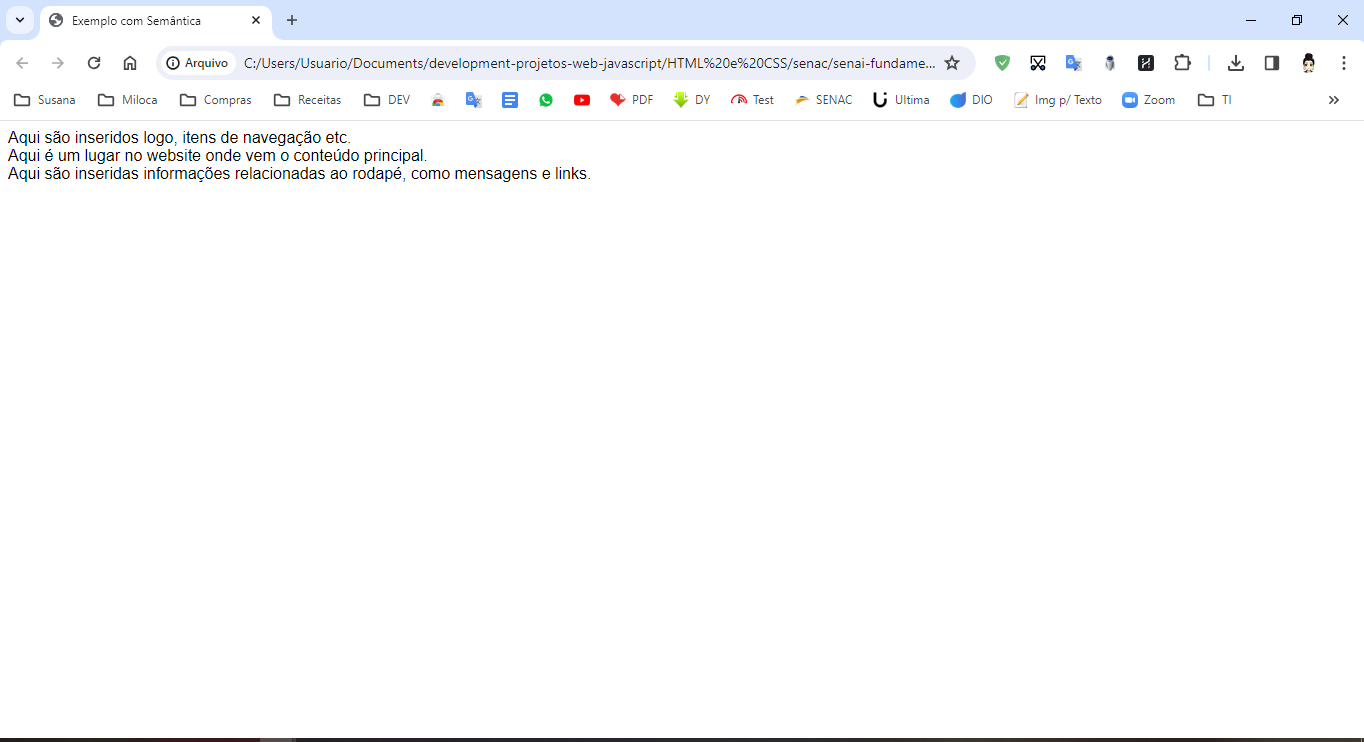 Exemplo com Semântica
Arquivo C:/Users/Usuario/Documents/development-projetos-web-javascript/HTML%20e%20CSS/senac/senai-fundame...
Susana Miloca Compras Receitas DEV PDF DY Test SENAC Ultima DIO Img p/ Texto Zoom TI
Aqui são inseridos logo, itens de navegação etc.
Aqui é um lugar no website onde vem o conteúdo principal.
Aqui são inseridas informações relacionadas ao rodapé, como mensagens e links.